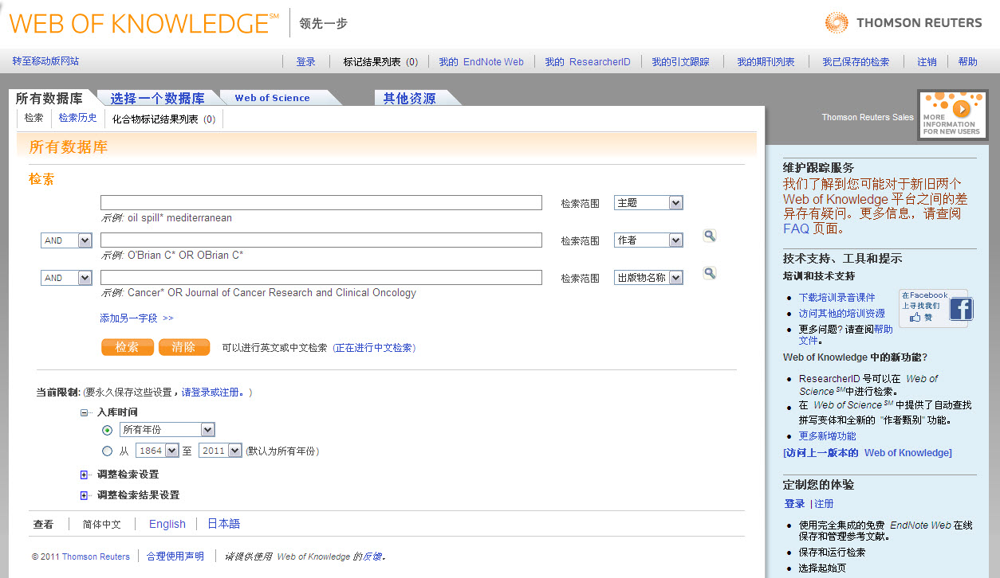 WEB OF KNOWLEDGE℠ 领先一步
THOMSON REUTERS
转至移动版网站 登录 标记结果列表 (0) 我的 EndNote Web 我的 ResearcherID 我的引文跟踪 我的期刊列表 我已保存的检索 注销 帮助
所有数据库 选择一个数据库 Web of Science 其他资源
检索 检索历史 化合物标记结果列表 (0)
Thomson Reuters Sales
MORE
INFORMATION
FOR NEW USERS
所有数据库
检索
检索范围 主题
示例: oil spill* mediterranean
AND 检索范围 作者
示例: O'Brian C* OR OBrian C*
AND 检索范围 出版物名称
示例: Cancer* OR Journal of Cancer Research and Clinical Oncology
添加另一字段 >>
检索 清除 可以进行英文或中文检索 (正在进行中文检索)
当前限制: (要永久保存这些设置，请登录或注册。)
入库时间
所有年份
从 1864 至 2011 (默认为所有年份)
调整检索设置
调整检索结果设置
查看 简体中文 English 日本語
© 2011 Thomson Reuters 合理使用声明 请提供使用 Web of Knowledge 的反馈。
维护跟踪服务
我们了解到您可能对于新旧两个
Web of Knowledge 平台之间的差
异存有疑问。更多信息，请查阅
FAQ 页面。
技术支持、工具和提示
培训和技术支持
下载培训录音课件
访问其他的培训资源
更多问题? 请查阅帮助
文件。
在Facebook
上寻找我们
赞
Web of Knowledge 中的新功能?
ResearcherID 号可以在 Web of
Science℠中进行检索。
在 Web of Science℠ 中提供了自动查找
拼写变体和全新的 "作者甄别" 功能。
更多新增功能
[访问上一版本的 Web of Knowledge]
定制您的体验
登录 | 注册
使用完全集成的免费 EndNote Web 在线
保存和管理参考文献。
保存和运行检索
选择起始页